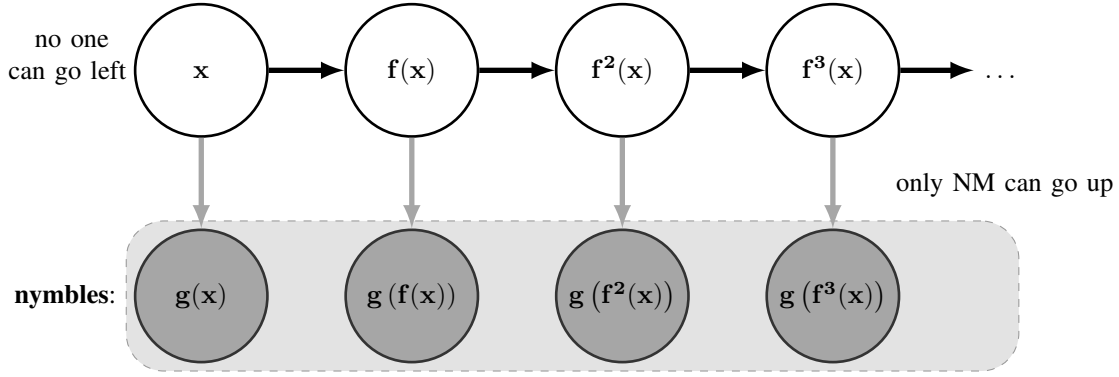 no one
can go left
x
f(x)
f²(x)
f³(x)
...
only NM can go up
nymbles:
g(x)
g (f(x))
g (f²(x))
g (f³(x))